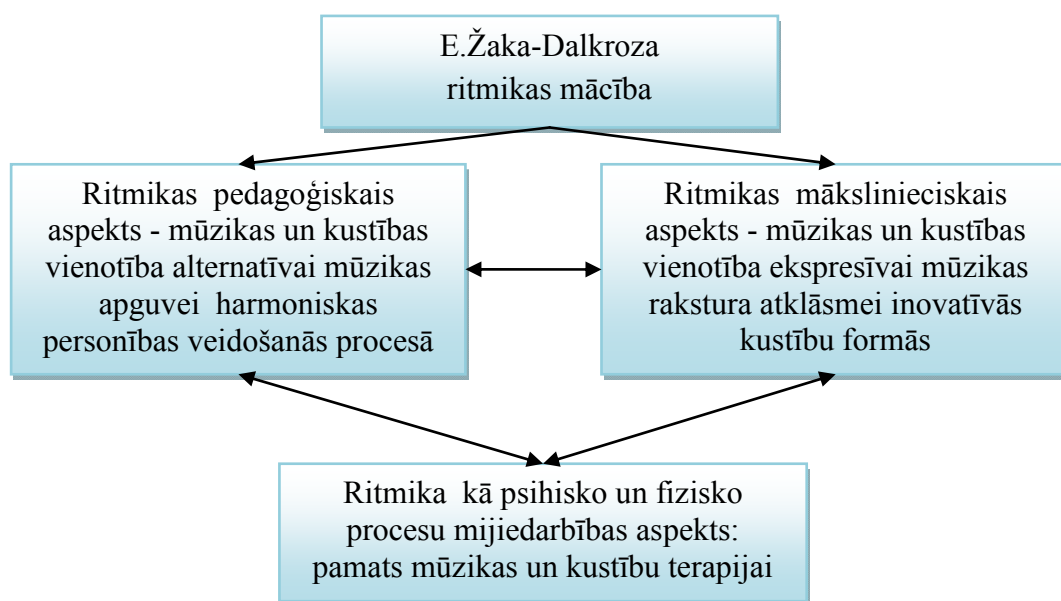 E.Žaka-Dalkroza
ritmikas mācība
Ritmikas pedagoģiskais
aspekts - mūzikas un kustības
vienotība alternatīvai mūzikas
apguvei harmoniskas
personības veidošanās procesā
Ritmikas mākslinieciskais
aspekts - mūzikas un kustības
vienotība ekspresīvai mūzikas
rakstura atklāsmei inovatīvās
kustību formās
Ritmika kā psihisko un fizisko
procesu mijiedarbības aspekts:
pamats mūzikas un kustību terapijai